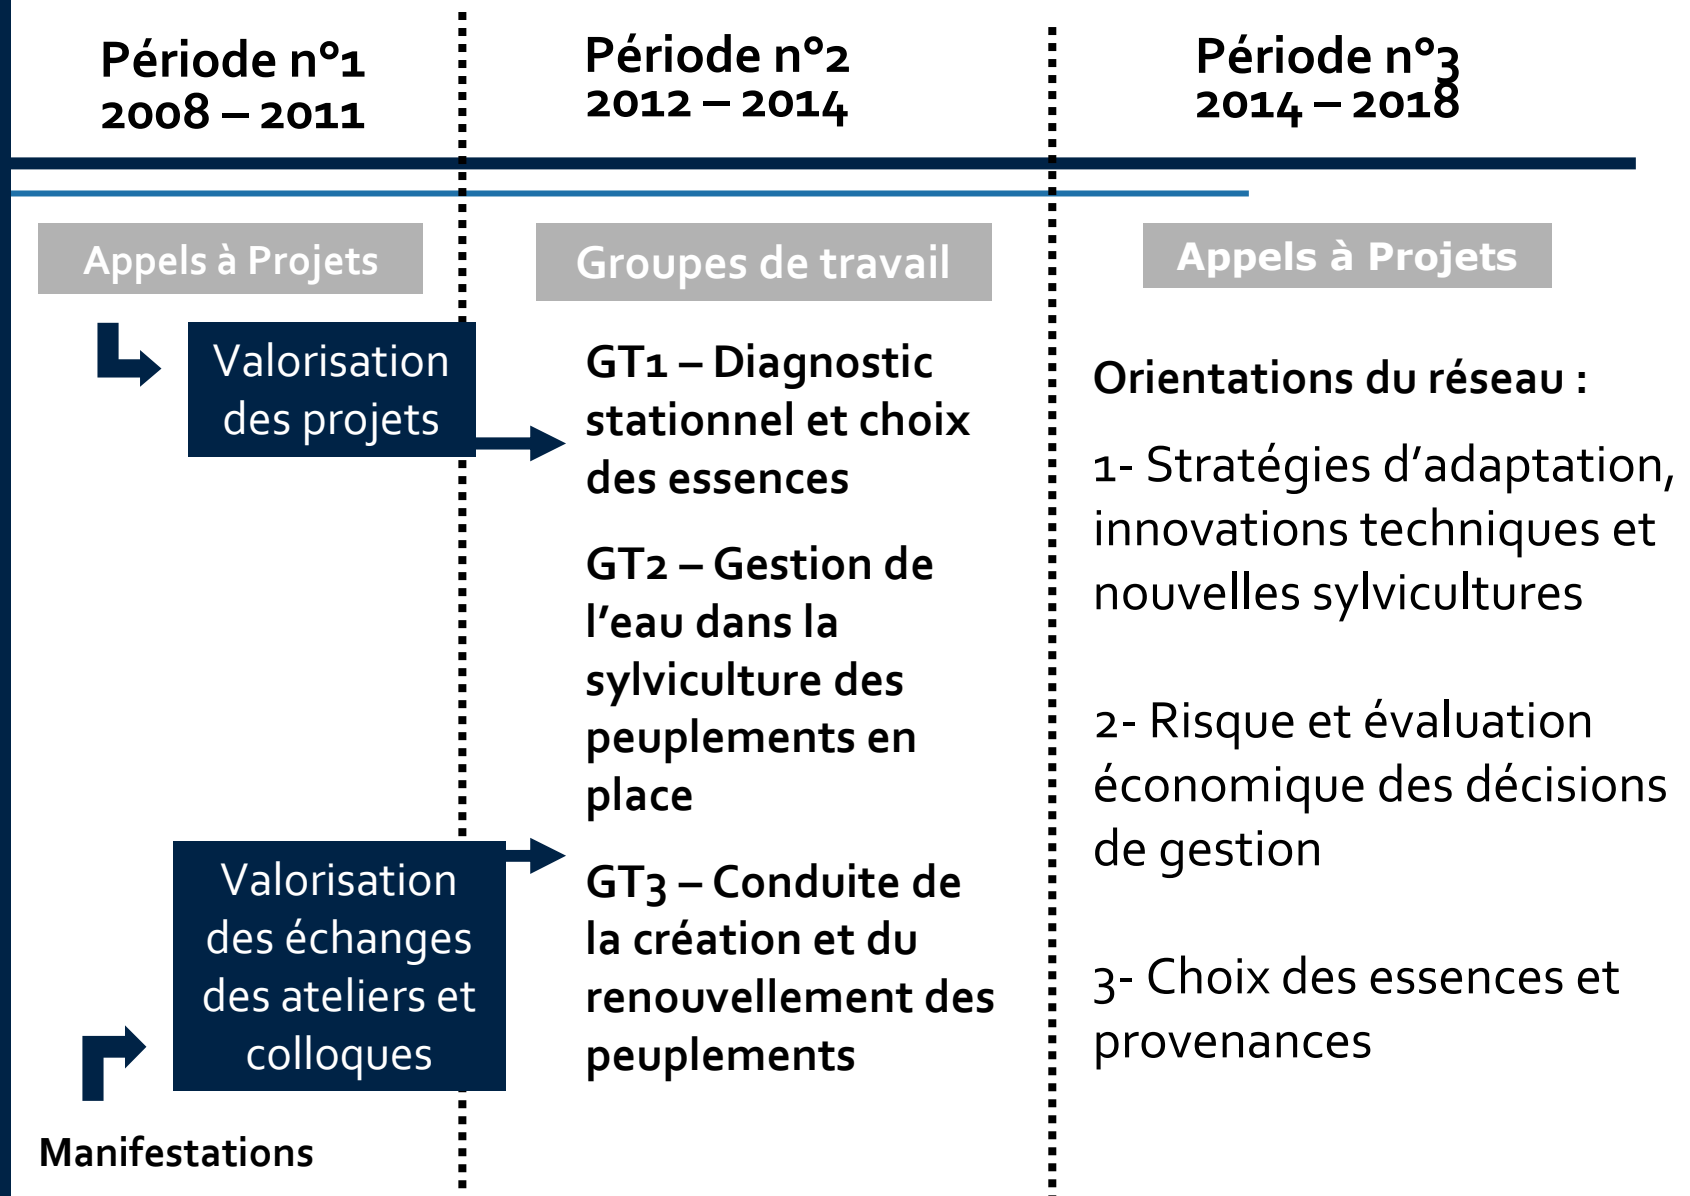 Période n°1
2008 – 2011
Période n°2
2012 – 2014
Période n°3
2014 – 2018
Appels à Projets
Valorisation
des projets
Valorisation
des échanges
des ateliers et
colloques
Manifestations
Groupes de travail
GT1 – Diagnostic
stationnel et choix
des essences
GT2 – Gestion de
l’eau dans la
sylviculture des
peuplements en
place
GT3 – Conduite de
la création et du
renouvellement des
peuplements
Appels à Projets
Orientations du réseau :
1- Stratégies d’adaptation,
innovations techniques et
nouvelles sylvicultures
2- Risque et évaluation
économique des décisions
de gestion
3- Choix des essences et
provenances